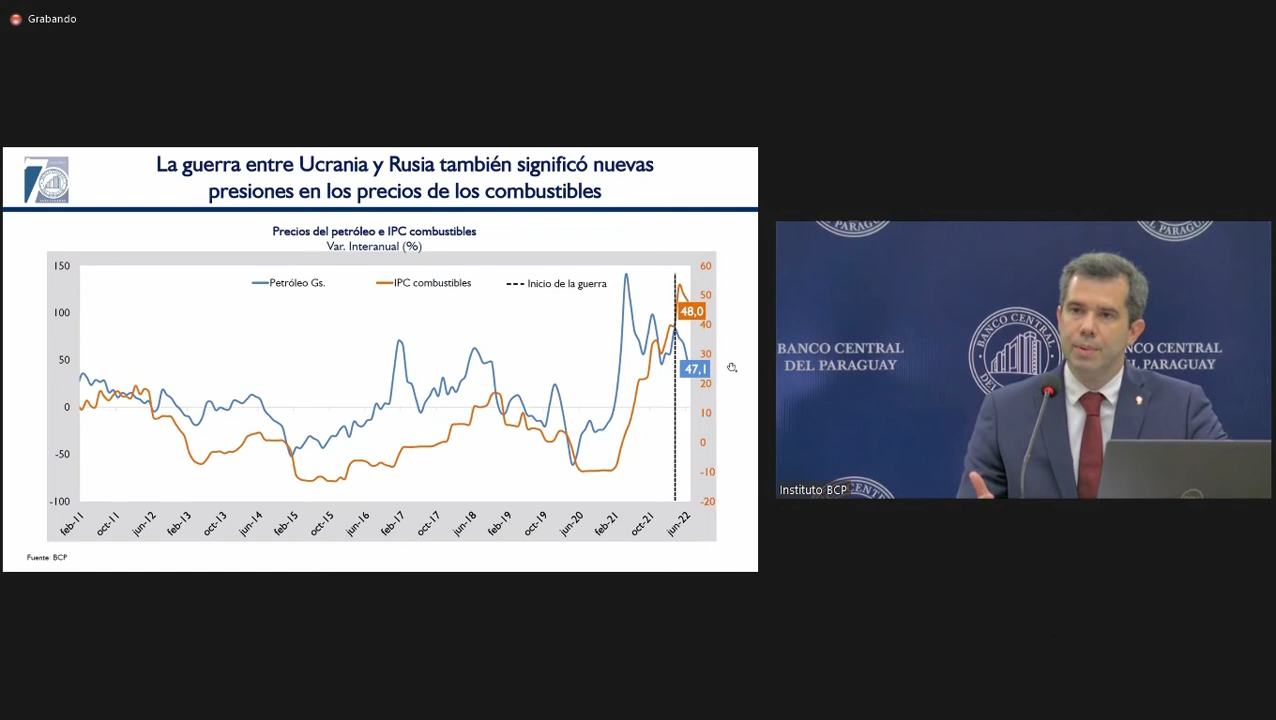 Grabando
La guerra entre Ucrania y Rusia también significó nuevas
presiones en los precios de los combustibles
Precios del petróleo e IPC combustibles
Var. Interanual (%)
Petróleo Gs.
IPC combustibles
Inicio de la guerra
150
100
50
0
-50
-100
60
50
40
30
20
10
0
-10
-20
48,0
47,1
feb-11
oct-11
jun-12
feb-13
oct-13
jun-14
feb-15
oct-15
jun-16
feb-17
oct-17
jun-18
feb-19
oct-19
jun-20
feb-21
oct-21
jun-22
Fuente: BCP
7
BANCO CENTRAL
DEL PARAGUAY
BANCO CENTRAL
DEL PARAGUAY
BANCO CENTRAL
Instituto BCP